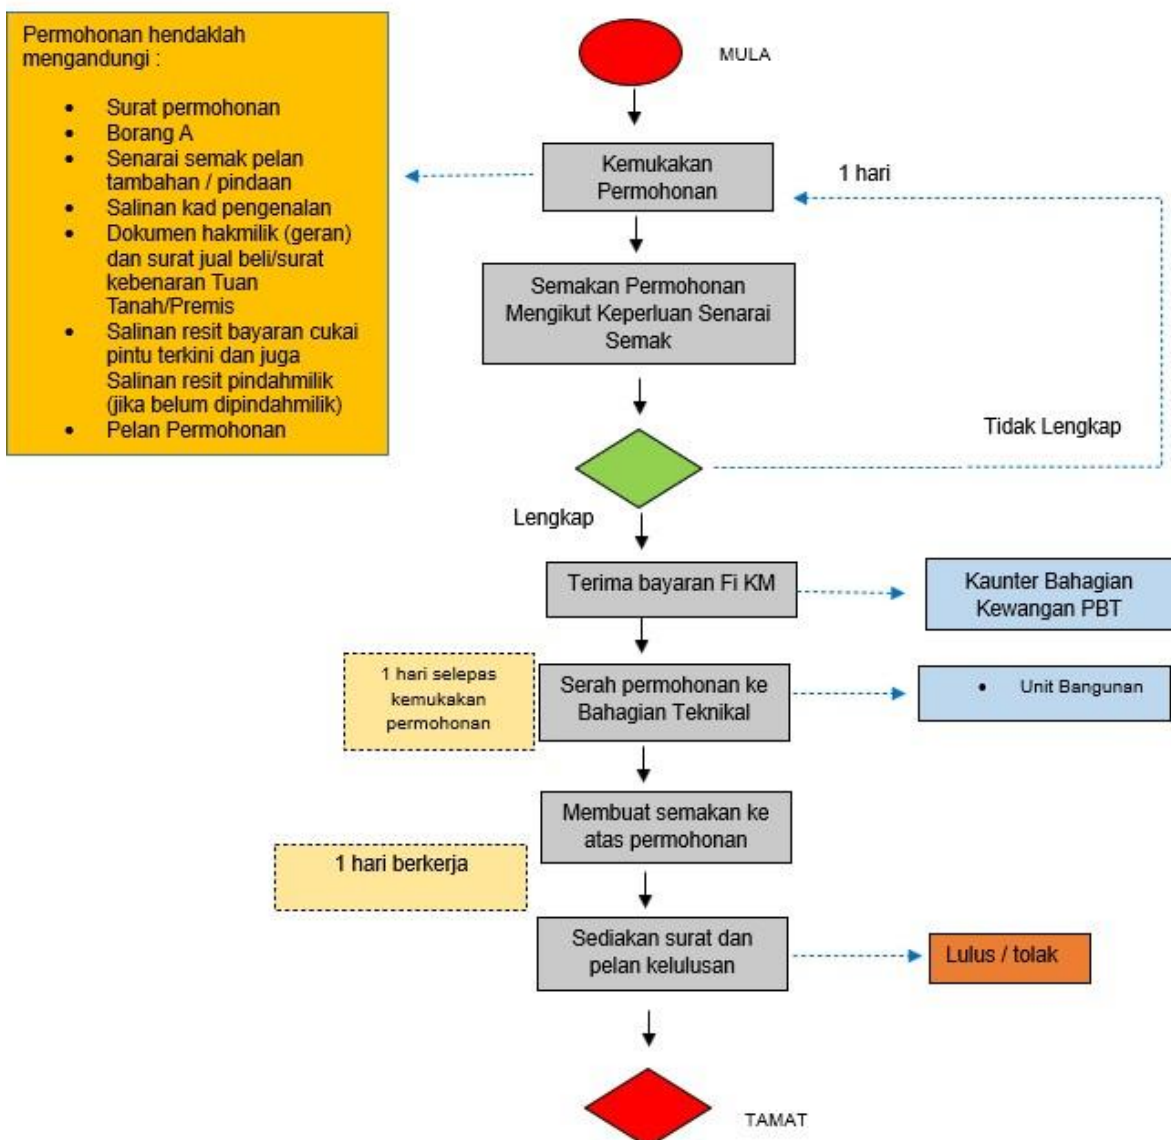 Permohonan hendaklah
mengandungi :
• Surat permohonan
• Borang A
• Senarai semak pelan
tambahan / pindaan
• Salinan kad pengenalan
• Dokumen hakmilik (geran)
dan surat jual beli/surat
kebenaran Tuan
Tanah/Premis
• Salinan resit bayaran cukai
pintu terkini dan juga
Salinan resit pindahmilik
(jika belum dipindahmilik)
• Pelan Permohonan
MULA
Kemukakan
Permohonan
1 hari
Semakan Permohonan
Mengikut Keperluan Senarai
Semak
Tidak Lengkap
Lengkap
Terima bayaran Fi KM
Kaunter Bahagian
Kewangan PBT
1 hari selepas
kemukakan
permohonan
Serah permohonan ke
Bahagian Teknikal
• Unit Bangunan
Membuat semakan ke
atas permohonan
1 hari berkerja
Sediakan surat dan
pelan kelulusan
Lulus / tolak
TAMAT